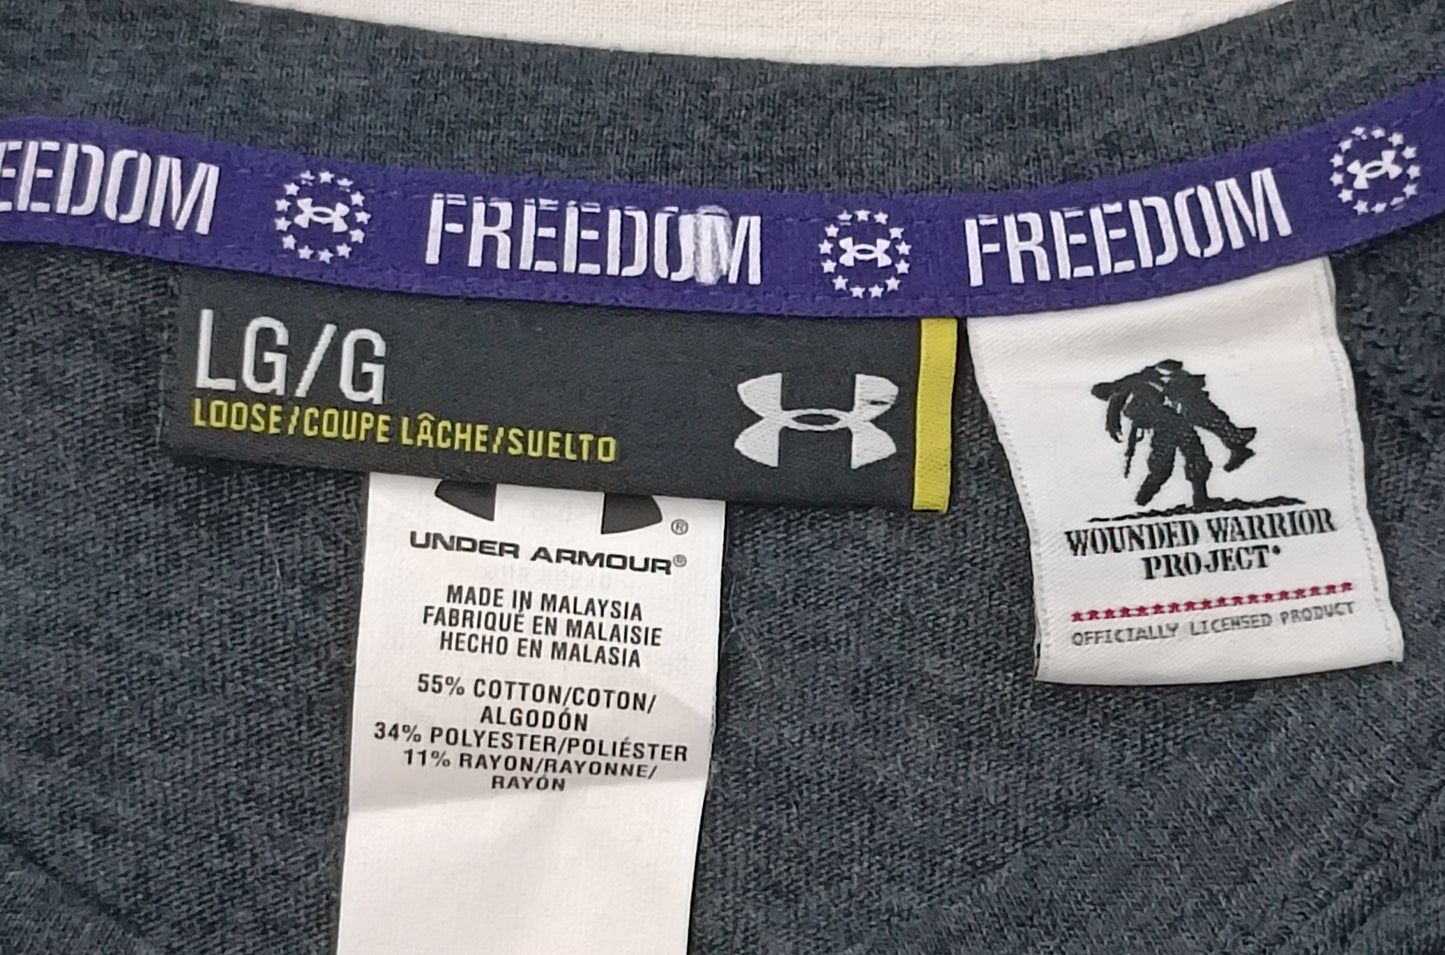 EEDOM FREEDOM FREEDOM
LG/G
LOOSE/COUPE LÂCHE/SUELTO
®
UNDER ARMOUR®
MADE IN MALAYSIA
FABRIQUÉ EN MALAISIE
HECHO EN MALASIA
55% COTTON/COTON/
ALGODÓN
34% POLYESTER/POLIÉSTER
11% RAYON/RAYONNE/
RAYÓN
WOUNDED WARRIOR
PROJECT®
OFFICIALLY LICENSED PRODUCT